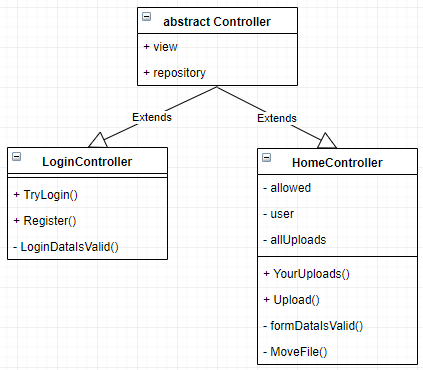 abstract Controller
+ view
+ repository
Extends
Extends
LoginController
+ TryLogin()
+ Register()
- LoginDataIsValid()
HomeController
- allowed
- user
- allUploads
+ YourUploads()
+ Upload()
- formDataIsValid()
- MoveFile()